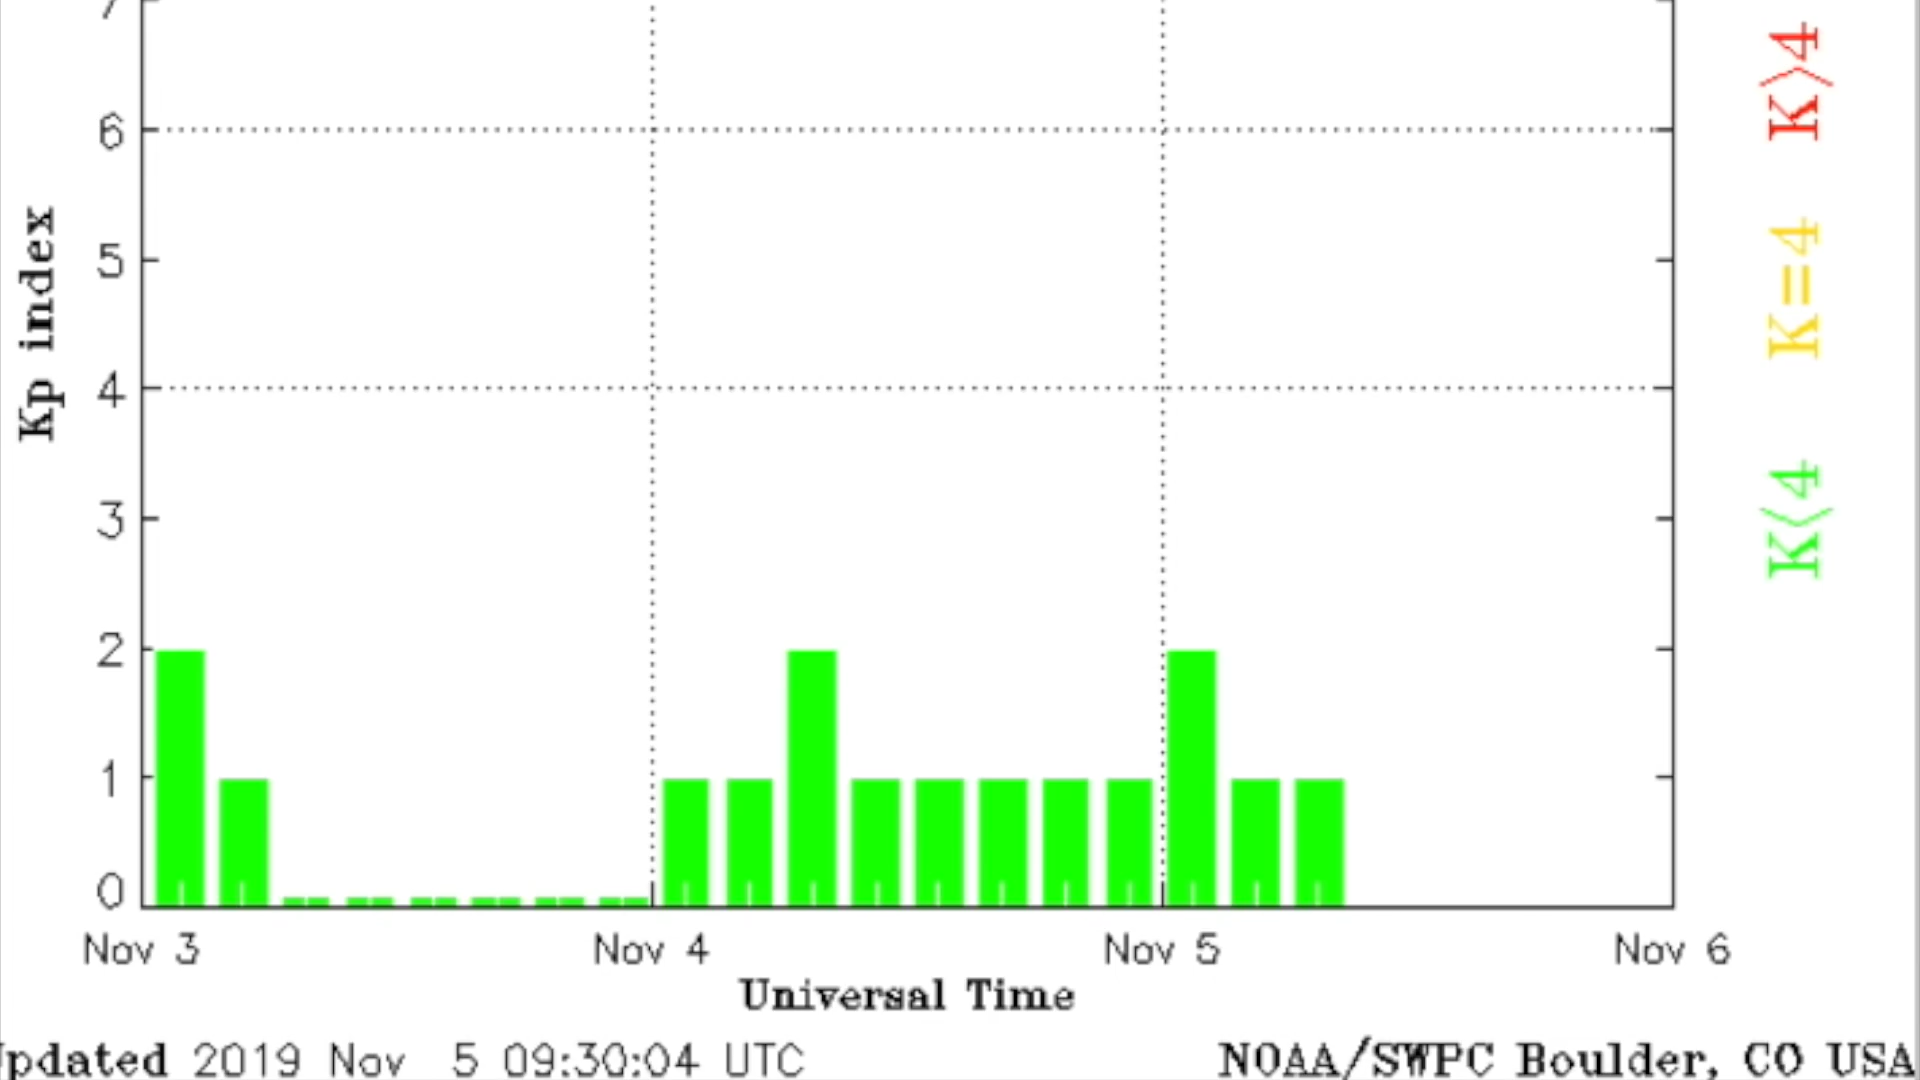 7
6
5
4
3
2
1
0
Kp index
K>4
K=4
K<4
Nov 3 Nov 4 Nov 5 Nov 6
Universal Time
Updated 2019 Nov 5 09:30:04 UTC NOAA/SWPC Boulder, CO USA